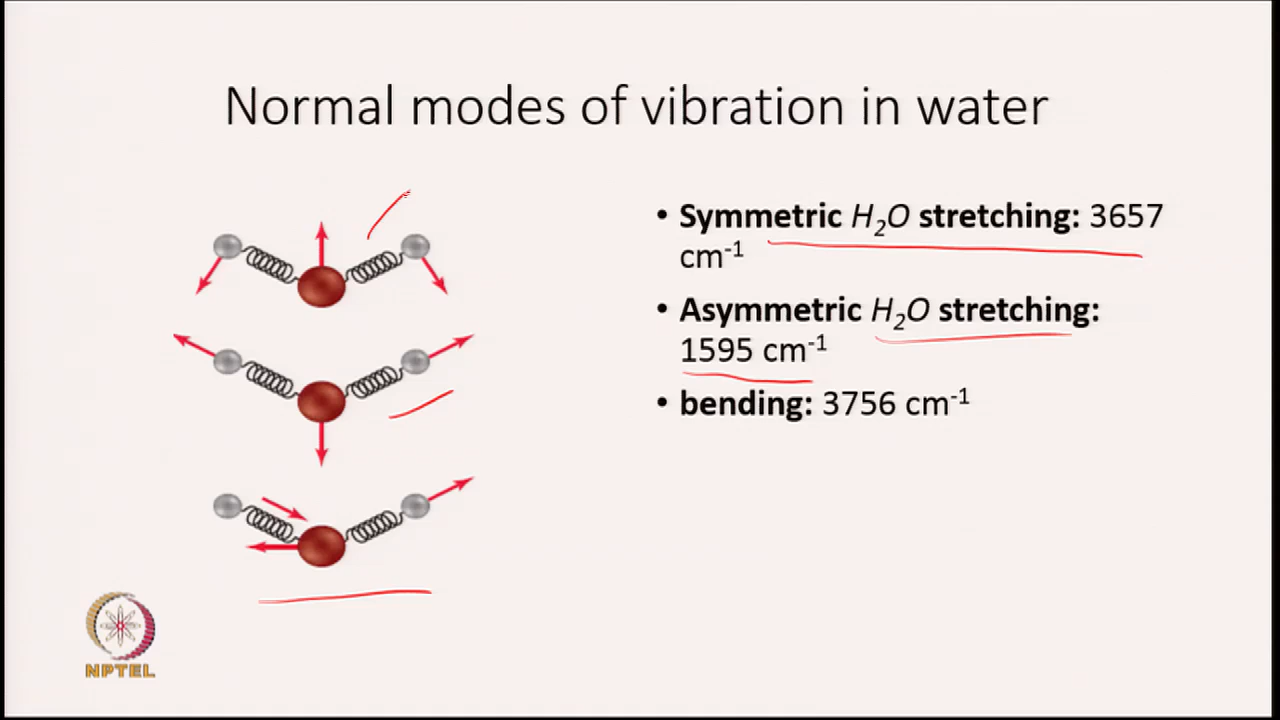 Normal modes of vibration in water
• Symmetric H₂O stretching: 3657
cm⁻¹
• Asymmetric H₂O stretching:
1595 cm⁻¹
• bending: 3756 cm⁻¹
NPTEL